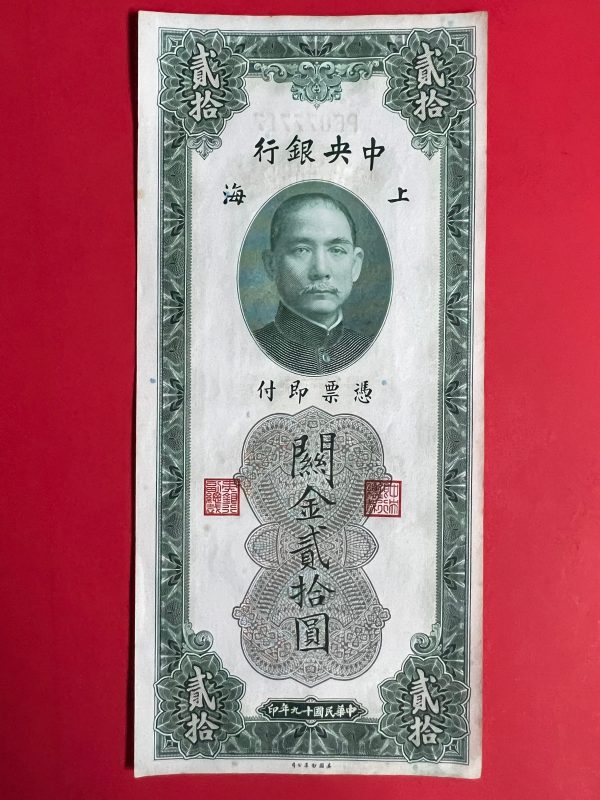 貳拾
貳拾
中央銀行
上海
憑票即付
關金貳拾圓
貳拾
貳拾
中華民國十九年印